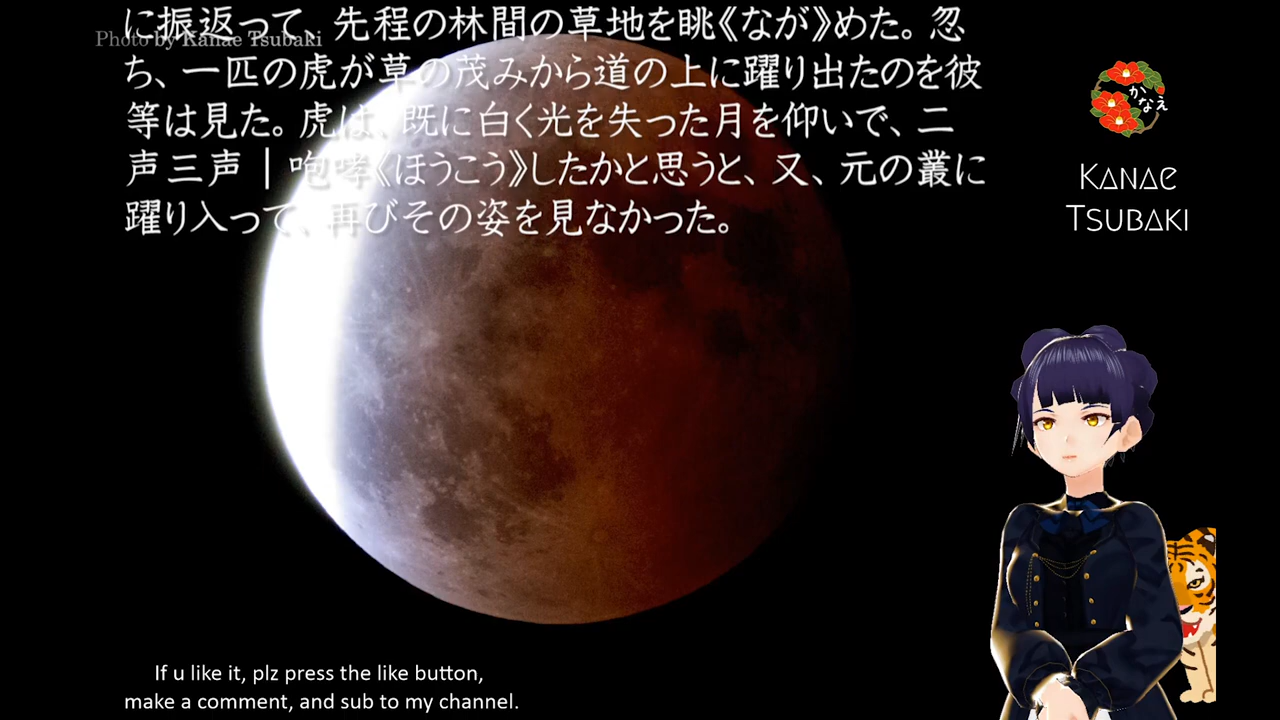 に振返って、先程の林間の草地を眺《なが》めた。忽
ち、一匹の虎が草の茂みから道の上に躍り出たのを彼
等は見た。虎は、既に白く光を失った月を仰いで、二
声三声|咆哮《ほうこう》したかと思うと、又、元の叢に
躍り入って、再びその姿を見なかった。
Photo by Kanae Tsubaki
かなえ
KANAE
TSUBAKI
If u like it, plz press the like button,
make a comment, and sub to my channel.